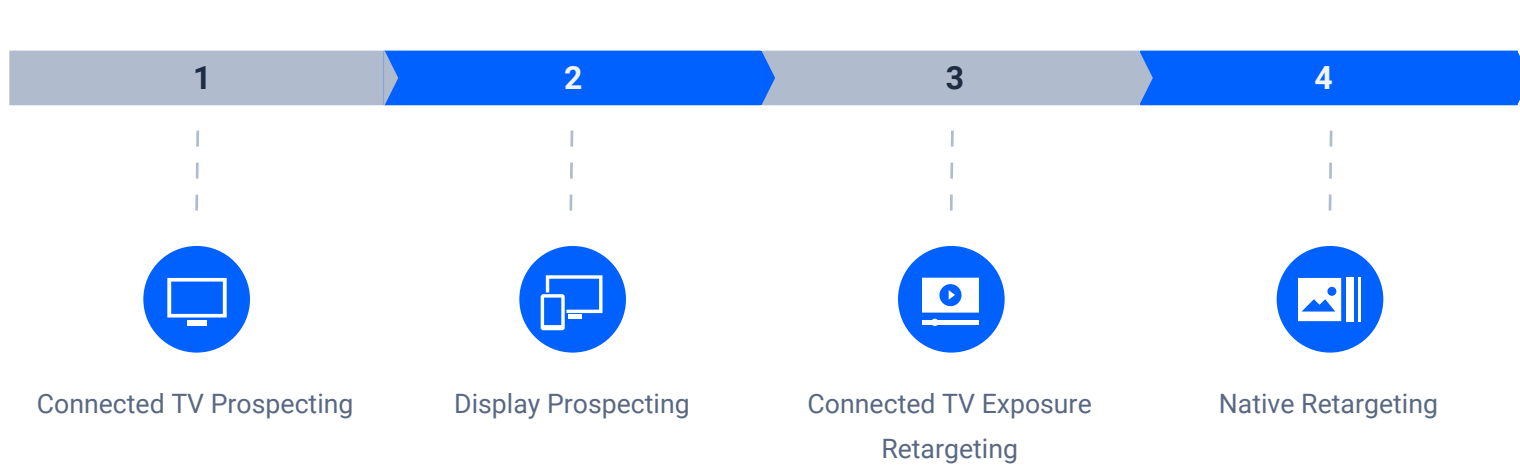 1
2
3
4
Connected TV Prospecting
Display Prospecting
Connected TV Exposure
Retargeting
Native Retargeting